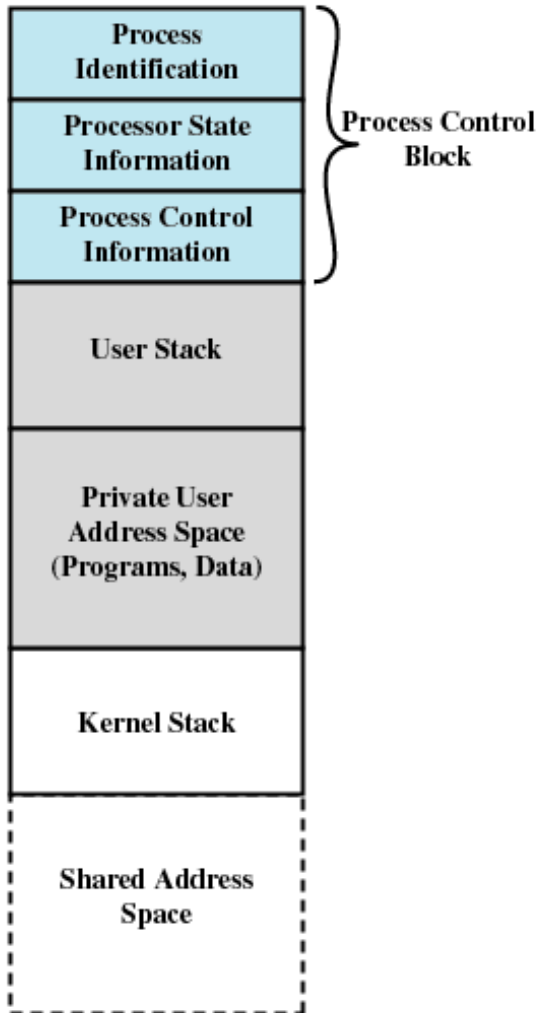 Process
Identification
Processor State
Information
Process Control
Information
Process Control
Block
User Stack
Private User
Address Space
(Programs, Data)
Kernel Stack
Shared Address
Space